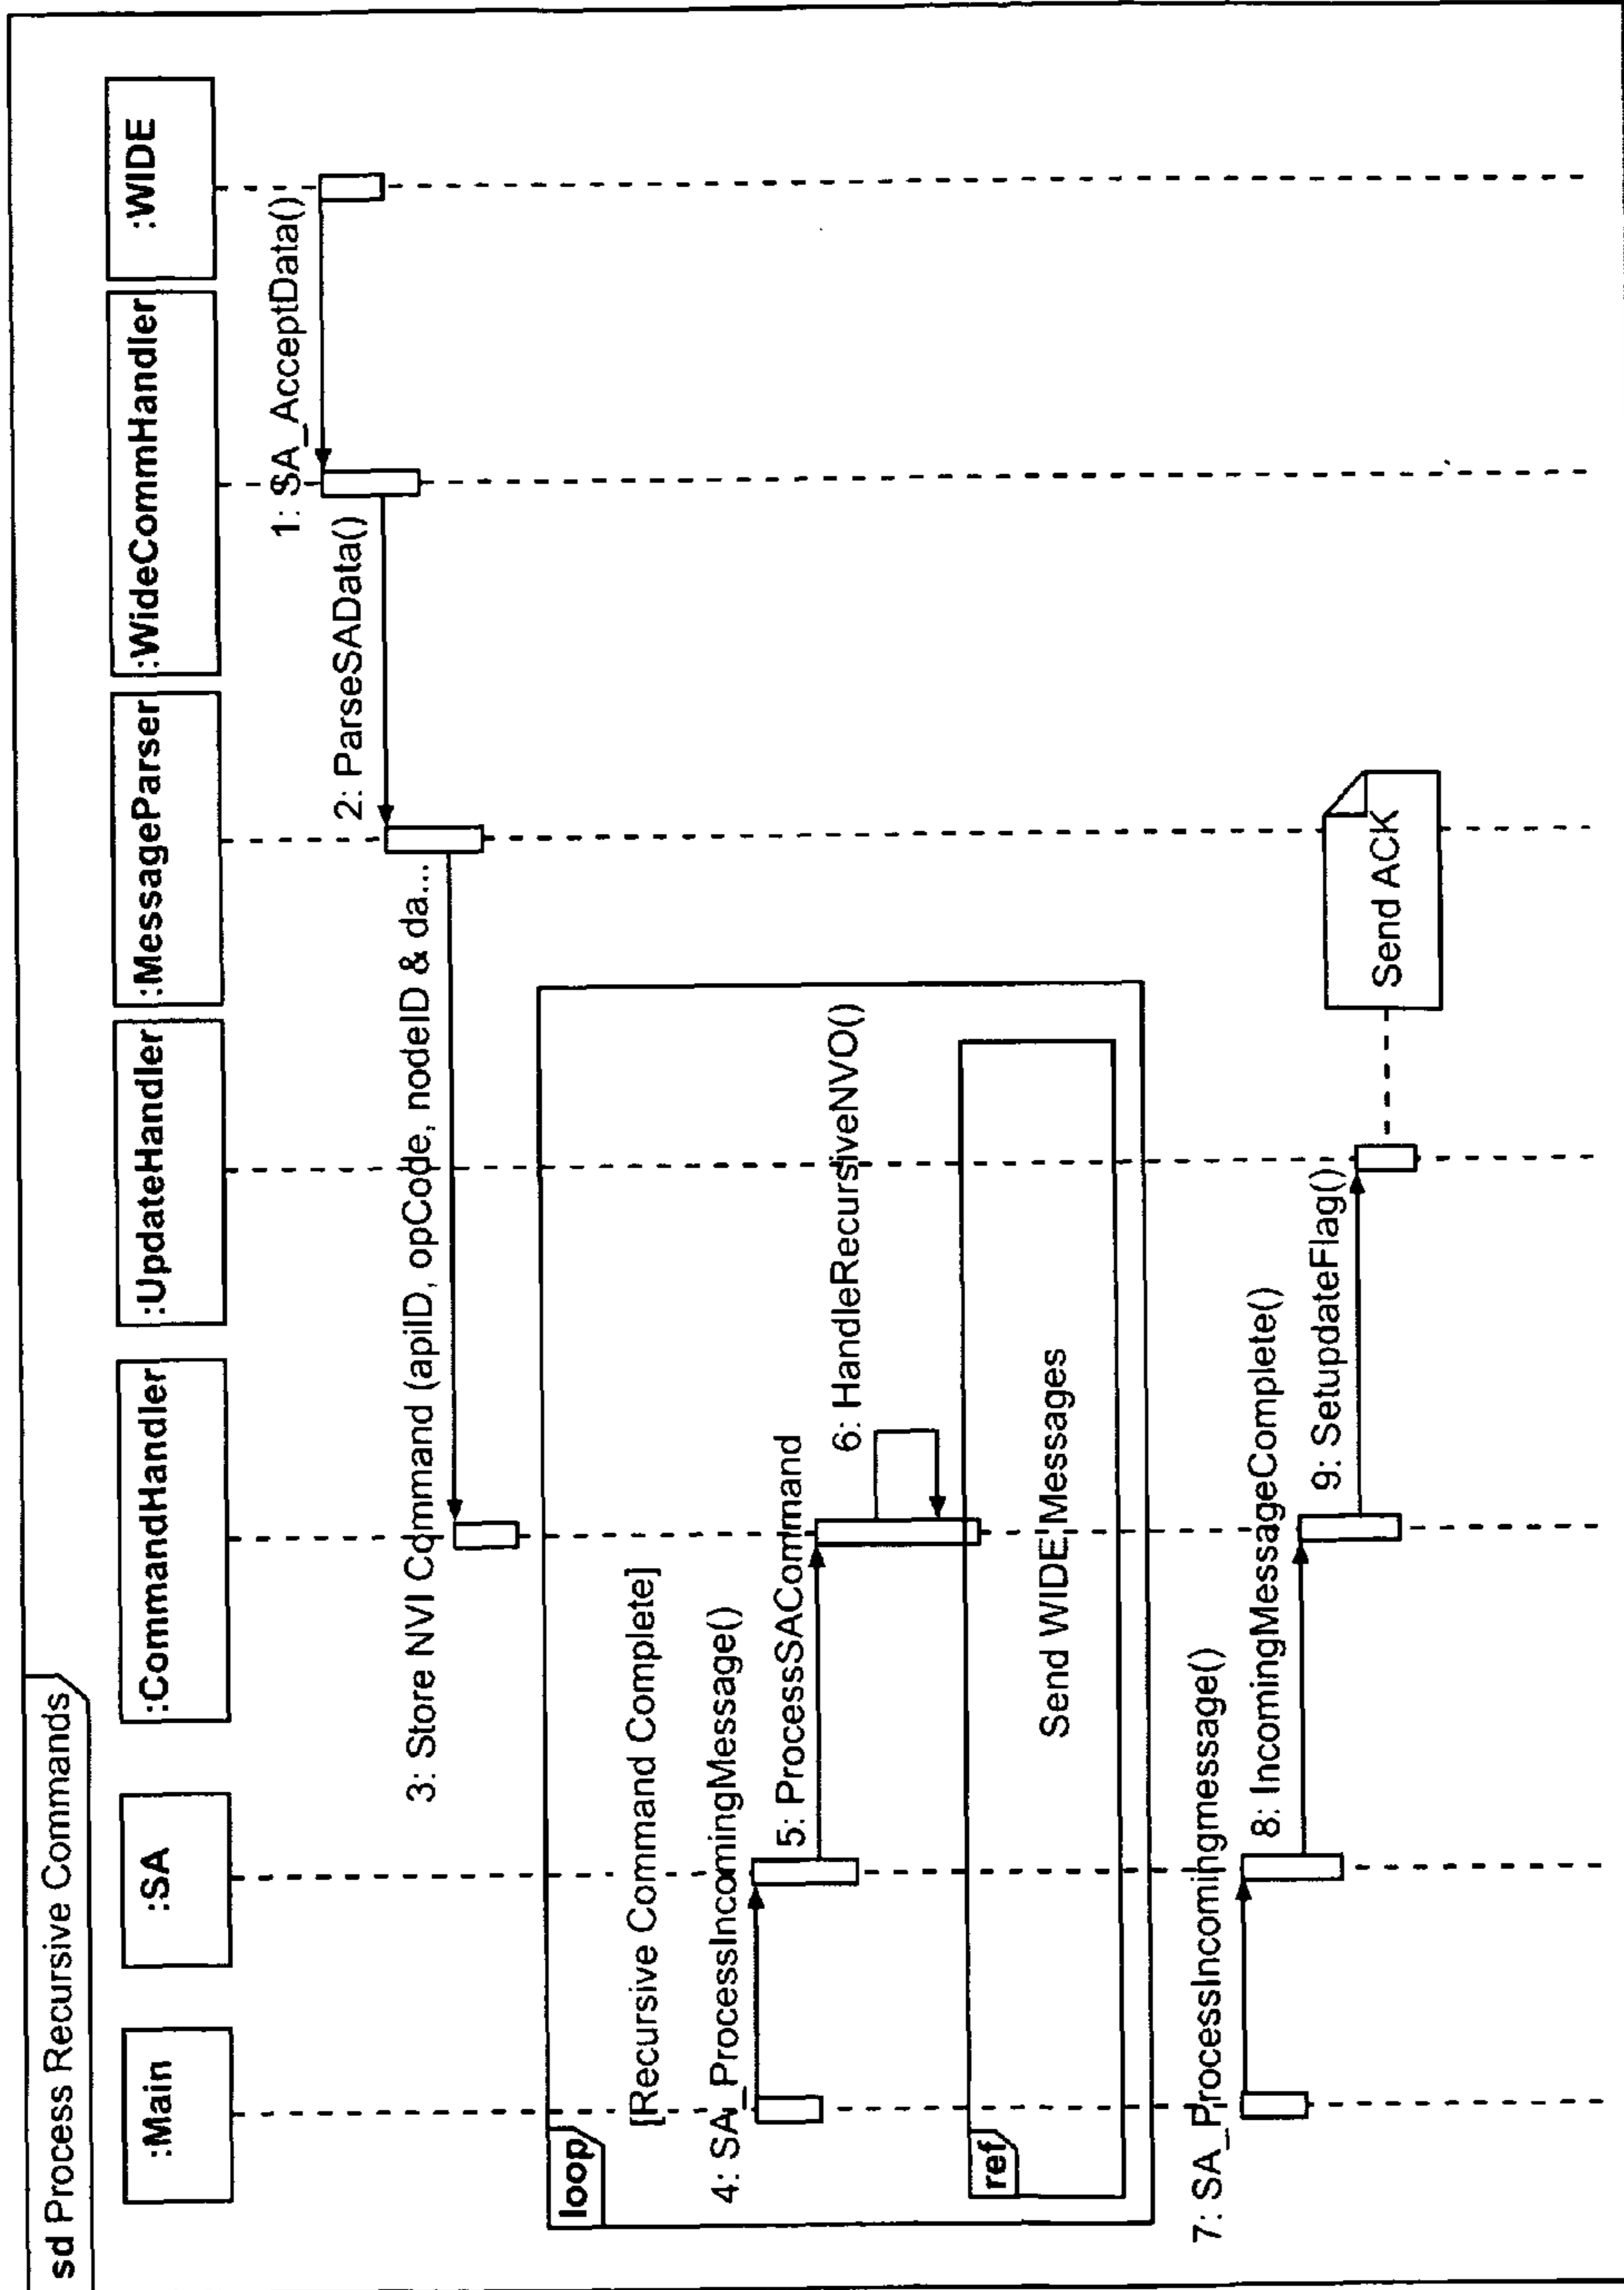 sd Process Recursive Commands
:Main
:SA
:CommandHandler
:UpdateHandler
:MessageParser
:WideCommHandler
:WIDE
1: SA_AcceptData()
2: ParseSAData()
3: Store NVI Command (apiID, opCode, nodeID & da...
loop
[Recursive Command Complete]
4: SA_ProcessIncomingMessage()
5: ProcessSACommand
6: HandleRecursiveNVO()
ref
Send WIDE Messages
7: SA_ProcessIncomingmessage()
8: IncomingMessageComplete()
9: SetupdateFlag()
Send ACK